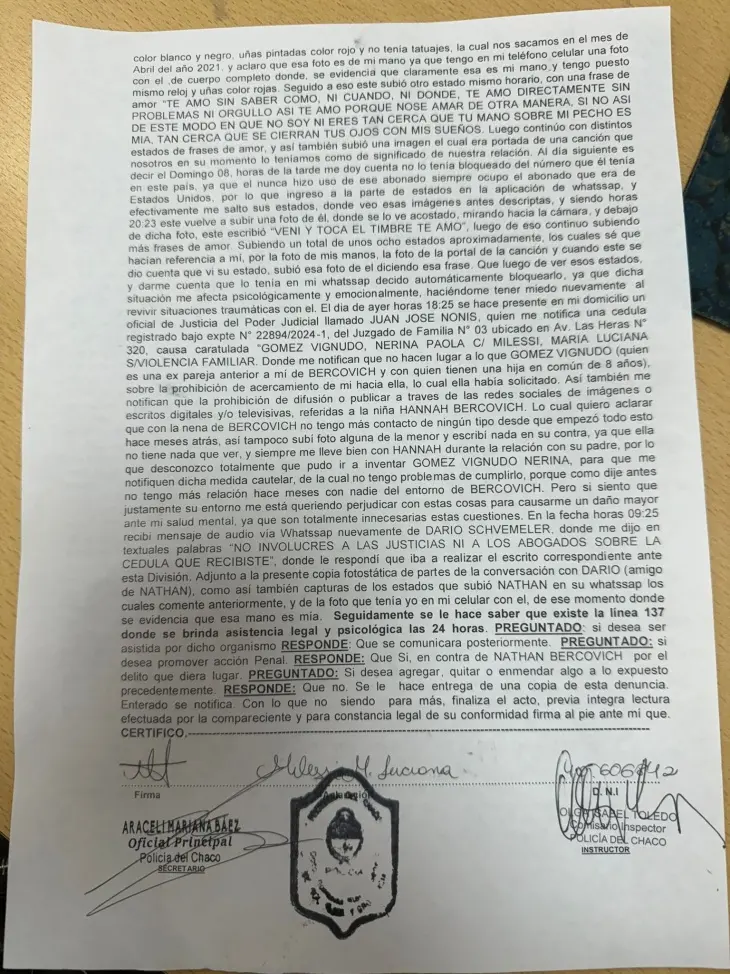 color blanco y negro, uñas pintadas color rojo y no tenia tatuajes, la cual nos sacamos en el mes de
Abril del año 2021, y aclaro que esa foto es de mi mano ya que tengo en mi teléfono celular una foto
con el ,de cuerpo completo donde, se evidencia que claramente esa es mi mano y tengo puesto
mismo reloj y uñas color rojas. Seguido a eso este subió otro estado mismo horario, con una frase de
amor "TE AMO SIN SABER COMO, NI CUANDO, NI DONDE, TE AMO DIRECTAMENTE SIN
PROBLEMAS NI ORGULLO ASI TE AMO PORQUE NOSE AMAR DE OTRA MANERA, SI NO ASI
DE ESTE MODO EN QUE NO SOY NI ERES TAN CERCA QUE TU MANO SOBRE MI PECHO ES
MIA, TAN CERCA QUE SE CIERRAN TUS OJOS CON MIS SUEÑOS. Luego continúo con distintos
estados de frases de amor, y así también subió una imagen el cual era portada de una canción que
nosotros en su momento lo teníamos como de significado de nuestra relación. Al día siguiente es
decir el Domingo 08, horas de la tarde me doy cuenta no lo tenía bloqueado del número que él tenía
en este país, ya que el nunca hizo uso de ese abonado siempre ocupo el abonado que era de
Estados Unidos, por lo que ingreso a la parte de estados en la aplicación de whatssap, y
efectivamente me salto sus estados, donde veo esas imágenes antes descriptas, y siendo horas
20:23 este vuelve a subir una foto de él, donde se lo ve acostado, mirando hacia la cámara, y debajo
de dicha foto, este escribió "VENI Y TOCA EL TIMBRE TE AMO", luego de eso continuo subiendo
más frases de amor. Subiendo un total de unos ocho estados aproximadamente, los cuales sé que
hacían referencia a mí, por la foto de mis manos, la foto de la portal de la canción y cuando este se
dio cuenta que vi su estado, subió esa foto de el diciendo esa frase. Que luego de ver esos estados,
y darme cuenta que lo tenía en mi whatssap decido automáticamente bloquearlo, ya que dicha
situación me afecta psicológicamente y emocionalmente, haciéndome tener miedo nuevamente al
revivir situaciones traumáticas con el. El día de ayer horas 18:25 se hace presente en mi domicilio un
oficial de Justicia del Poder Judicial llamado JUAN JOSE NONIS, quien me notifica una cedula
registrado bajo expte N° 22894/2024-1, del Juzgado de Familia N° 03 ubicado en Av. Las Heras N°
320, causa caratulada "GOMEZ VIGNUDO, NERINA PAOLA C/ MILESSI, MARIA LUCIANA
S/VIOLENCIA FAMILIAR. Donde me notifican que no hacen lugar a lo que GOMEZ VIGNUDO (quien
es una ex pareja anterior a mí de BERCOVICH y con quien tienen una hija en común de 8 años),
sobre la prohibición de acercamiento de mi hacia ella, lo cual ella había solicitado. Así también me
notifican que la prohibición de difusión o publicar a traves de las redes sociales de imágenes o
escritos digitales y/o televisivas, referidas a la niña HANNAH BERCOVICH. Lo cual quiero aclarar
que con la nena de BERCOVICH no tengo más contacto de ningún tipo desde que empezó todo esto
hace meses atrás, así tampoco subí foto alguna de la menor y escribí nada en su contra, ya que ella
no tiene nada que ver, y siempre me lleve bien con HANNAH durante la relación con su padre, por lo
que desconozco totalmente que pudo ir a inventar GOMEZ VIGNUDO NERINA, para que me
notifiquen dicha medida cautelar, de la cual no tengo problemas de cumplirlo, porque como dije antes
no tengo más relación hace meses con nadie del entorno de BERCOVICH. Pero si siento que
justamente su entorno me está queriendo perjudicar con estas cosas para causarme un daño mayor
ante mi salud mental, ya que son totalmente innecesarias estas cuestiones. En la fecha horas 09:25
recibí mensaje de audio vía Whatssap nuevamente de DARIO SCHVEMELER, donde me dijo en
textuales palabras "NO INVOLUCRES A LAS JUSTICIAS NI A LOS ABOGADOS SOBRE LA
CEDULA QUE RECIBISTE", donde le respondí que iba a realizar el escrito correspondiente ante
esta División. Adjunto a la presente copia fotostática de partes de la conversación con DARIO (amigo
de NATHAN), como así también capturas de los estados que subió NATHAN en su whatssap los
cuales comente anteriormente, y de la foto que tenía yo en mi celular con el, de ese momento donde
se evidencia que esa mano es mía. Seguidamente se le hace saber que existe la linea 137
donde se brinda asistencia legal y psicológica las 24 horas. PREGUNTADO: si desea ser
asistida por dicho organismo RESPONDE: Que se comunicara posteriormente. PREGUNTADO: si
desea promover acción Penal. RESPONDE: Que Si, en contra de NATHAN BERCOVICH por el
delito que diera lugar. PREGUNTADO: Si desea agregar, quitar o enmendar algo a lo expuesto
precedentemente. RESPONDE: Que no. Se le hace entrega de una copia de esta denuncia.
Enterado se notifica. Con lo que no siendo para más, finaliza el acto, previa integra lectura
efectuada por la compareciente y para constancia legal de su conformidad firma al pie ante mi que.
CERTIFICO.-
Milessi M. Luciana
Firma
D.N.I
ARACELI MARIANA BÁEZ
Oficial Principal
Policía del Chaco
SECRETARIO
TOLEDO
Comisario Inspector
POLICÍA DEL CHACO
INSTRUCTOR